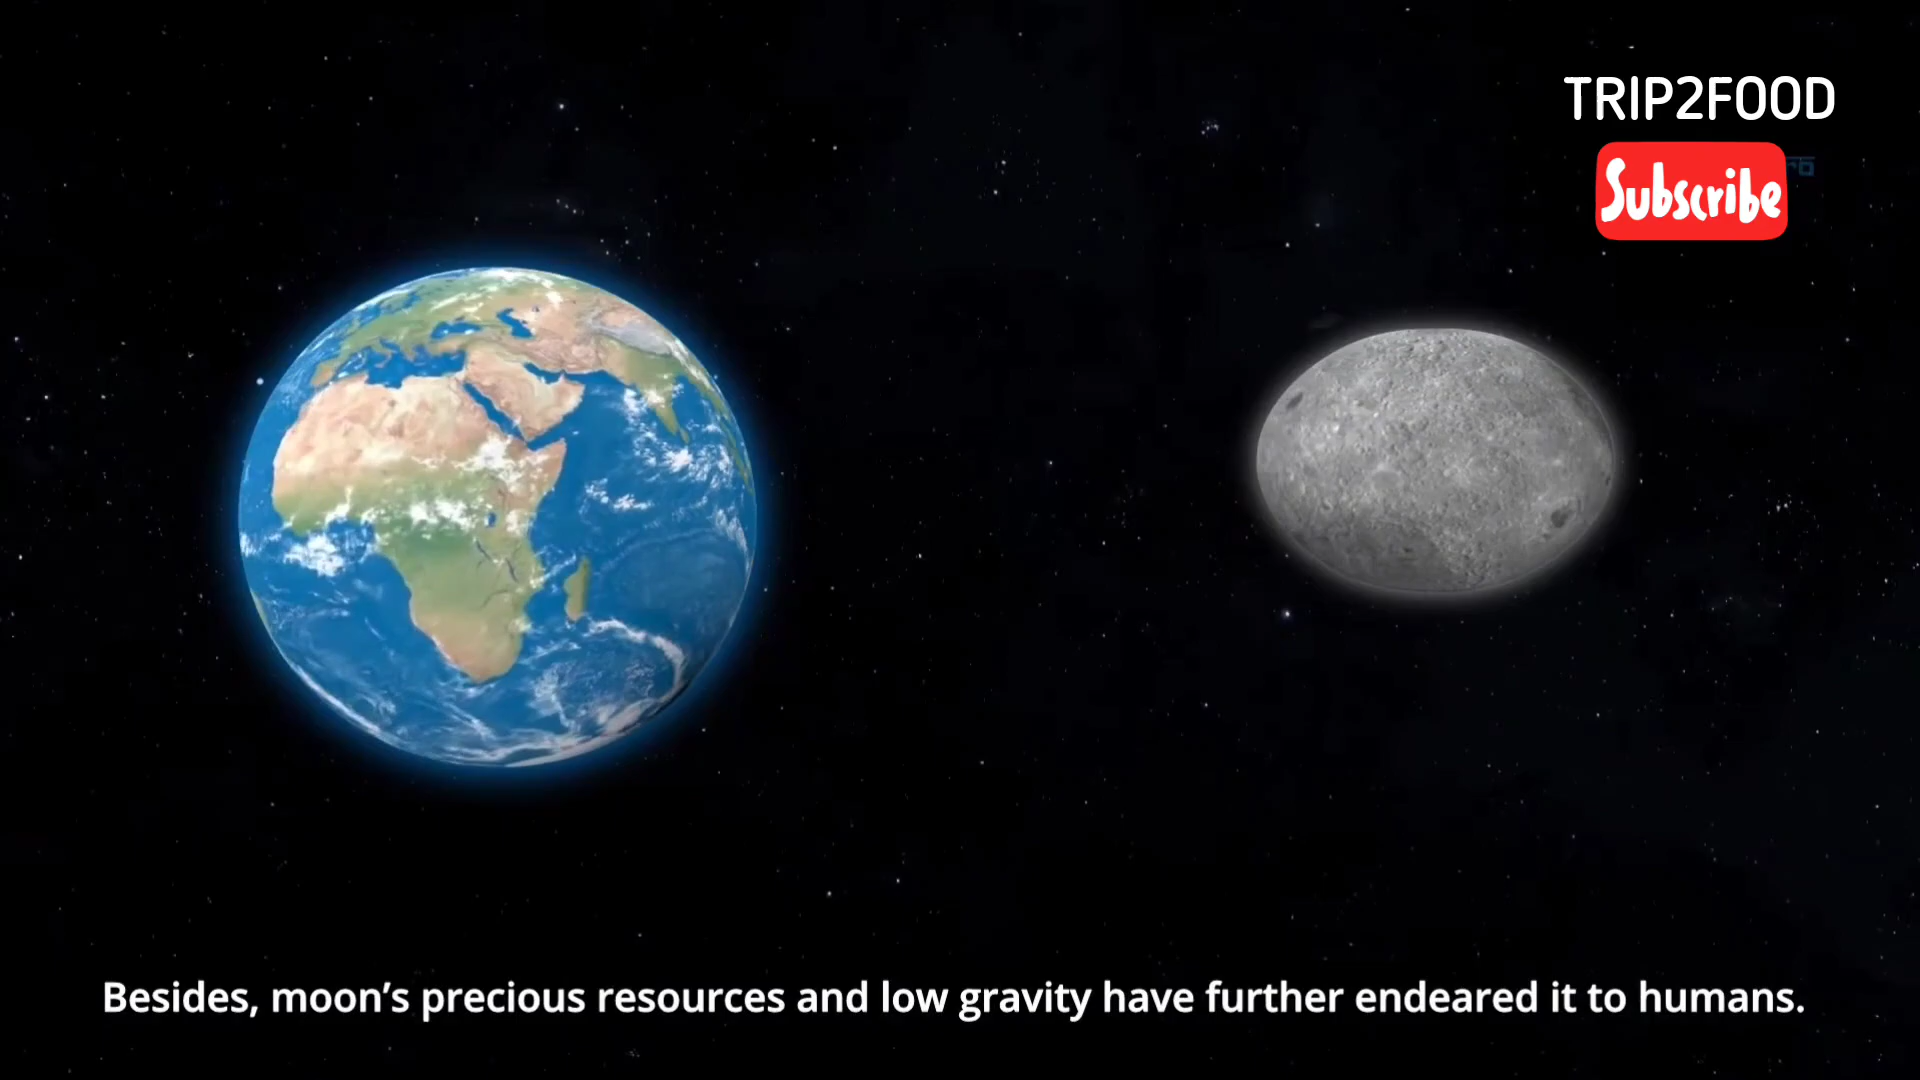 TRIP2FOOD
Subscribe
Besides, moon’s precious resources and low gravity have further endeared it to humans.